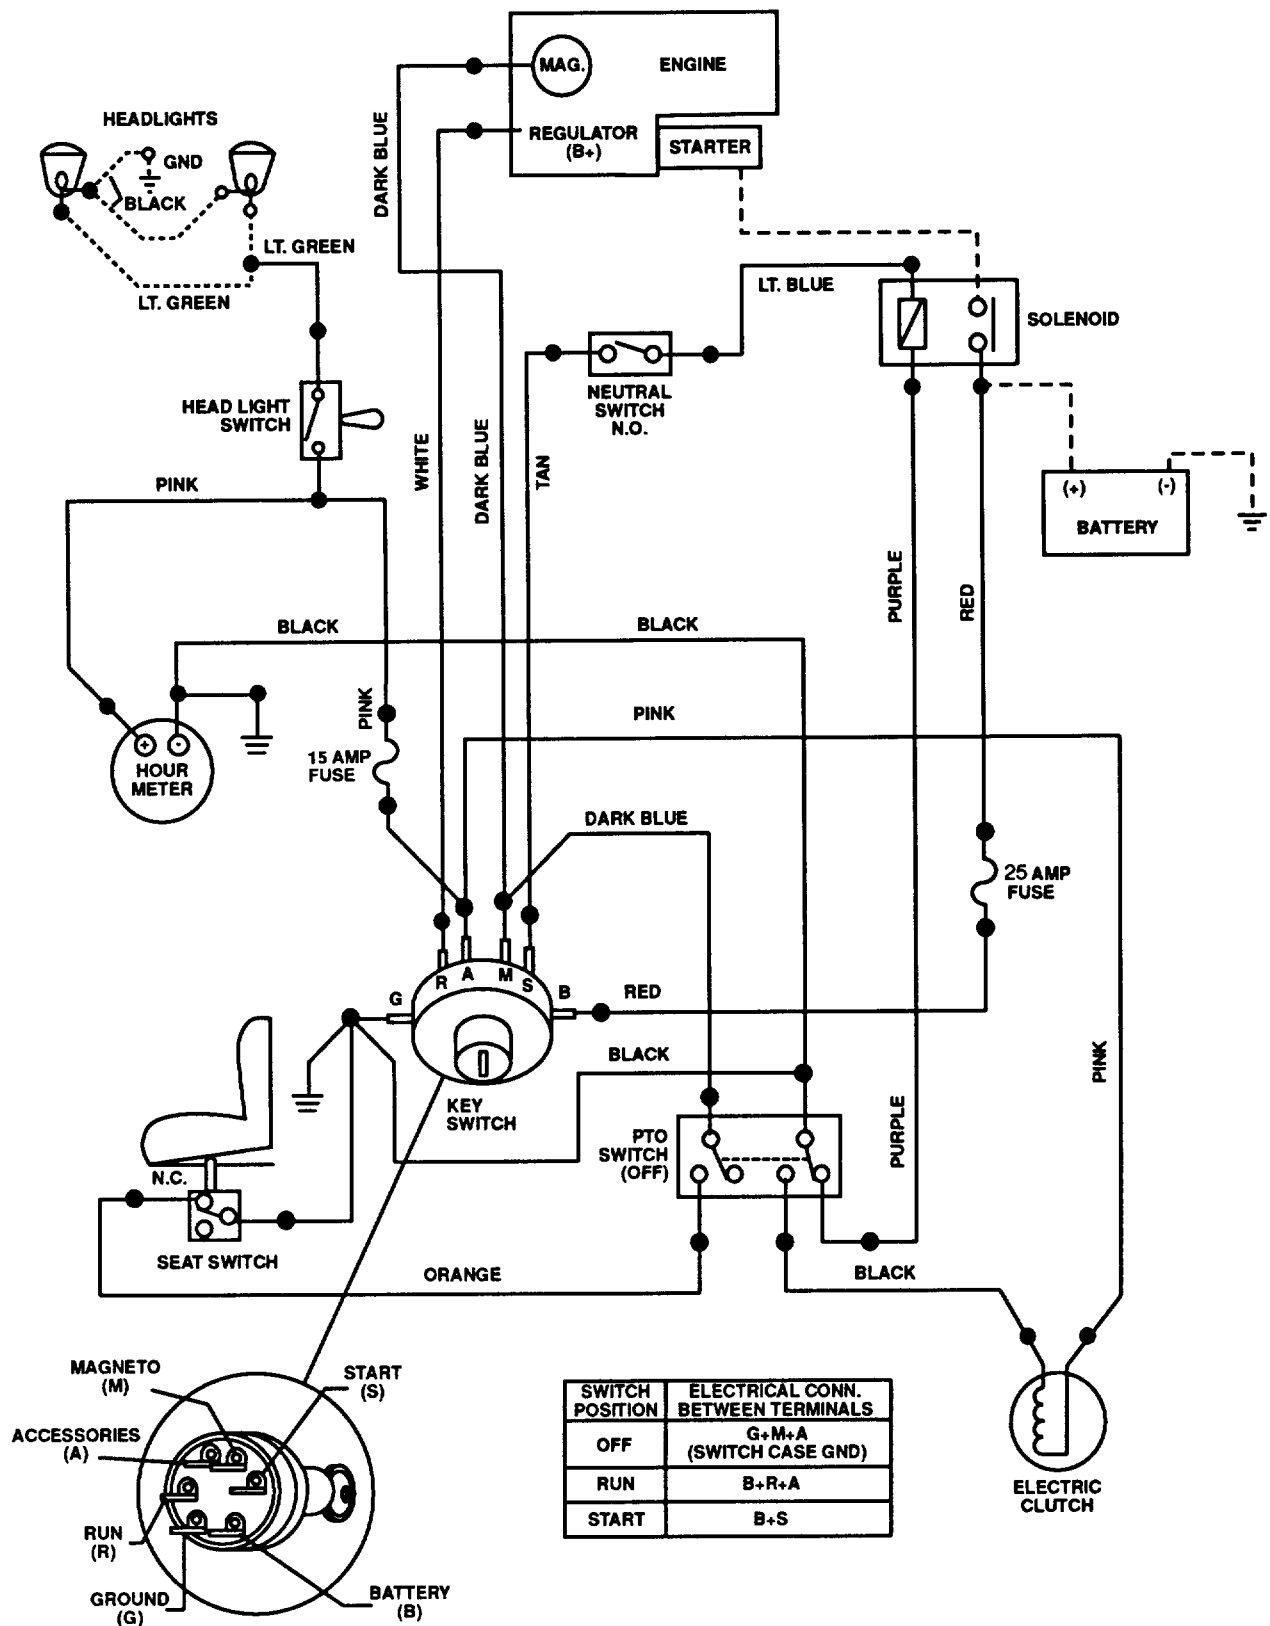 MAG.
ENGINE
REGULATOR
(B+)
STARTER
HEADLIGHTS
GND
BLACK
LT. GREEN
LT. GREEN
DARK BLUE
LT. BLUE
SOLENOID
NEUTRAL
SWITCH
N.O.
HEAD LIGHT
SWITCH
WHITE
DARK BLUE
TAN
PINK
(+)
(-)
BATTERY
PURPLE
RED
BLACK
BLACK
PINK
PINK
+
-
HOUR
METER
15 AMP
FUSE
DARK BLUE
25 AMP
FUSE
R
A
M
S
G
B
RED
BLACK
KEY
SWITCH
PINK
PTO
SWITCH
(OFF)
PURPLE
N.C.
SEAT SWITCH
ORANGE
BLACK
MAGNETO
(M)
START
(S)
ACCESSORIES
(A)
RUN
(R)
GROUND
(G)
BATTERY
(B)
SWITCH
POSITION
ELECTRICAL CONN.
BETWEEN TERMINALS
OFF
G+M+A
(SWITCH CASE GND)
RUN
B+R+A
START
B+S
ELECTRIC
CLUTCH